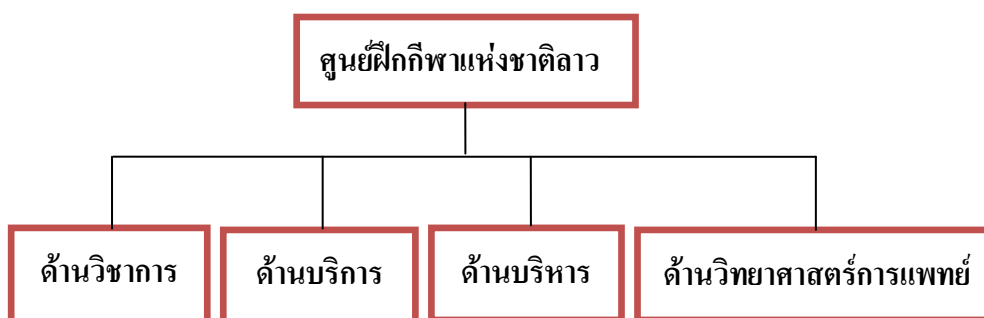 ศูนย์ฝึกกีฬาแห่งชาติลาว
ด้านวิชาการ
ด้านบริการ
ด้านบริหาร
ด้านวิทยาศาสตร์การแพทย์